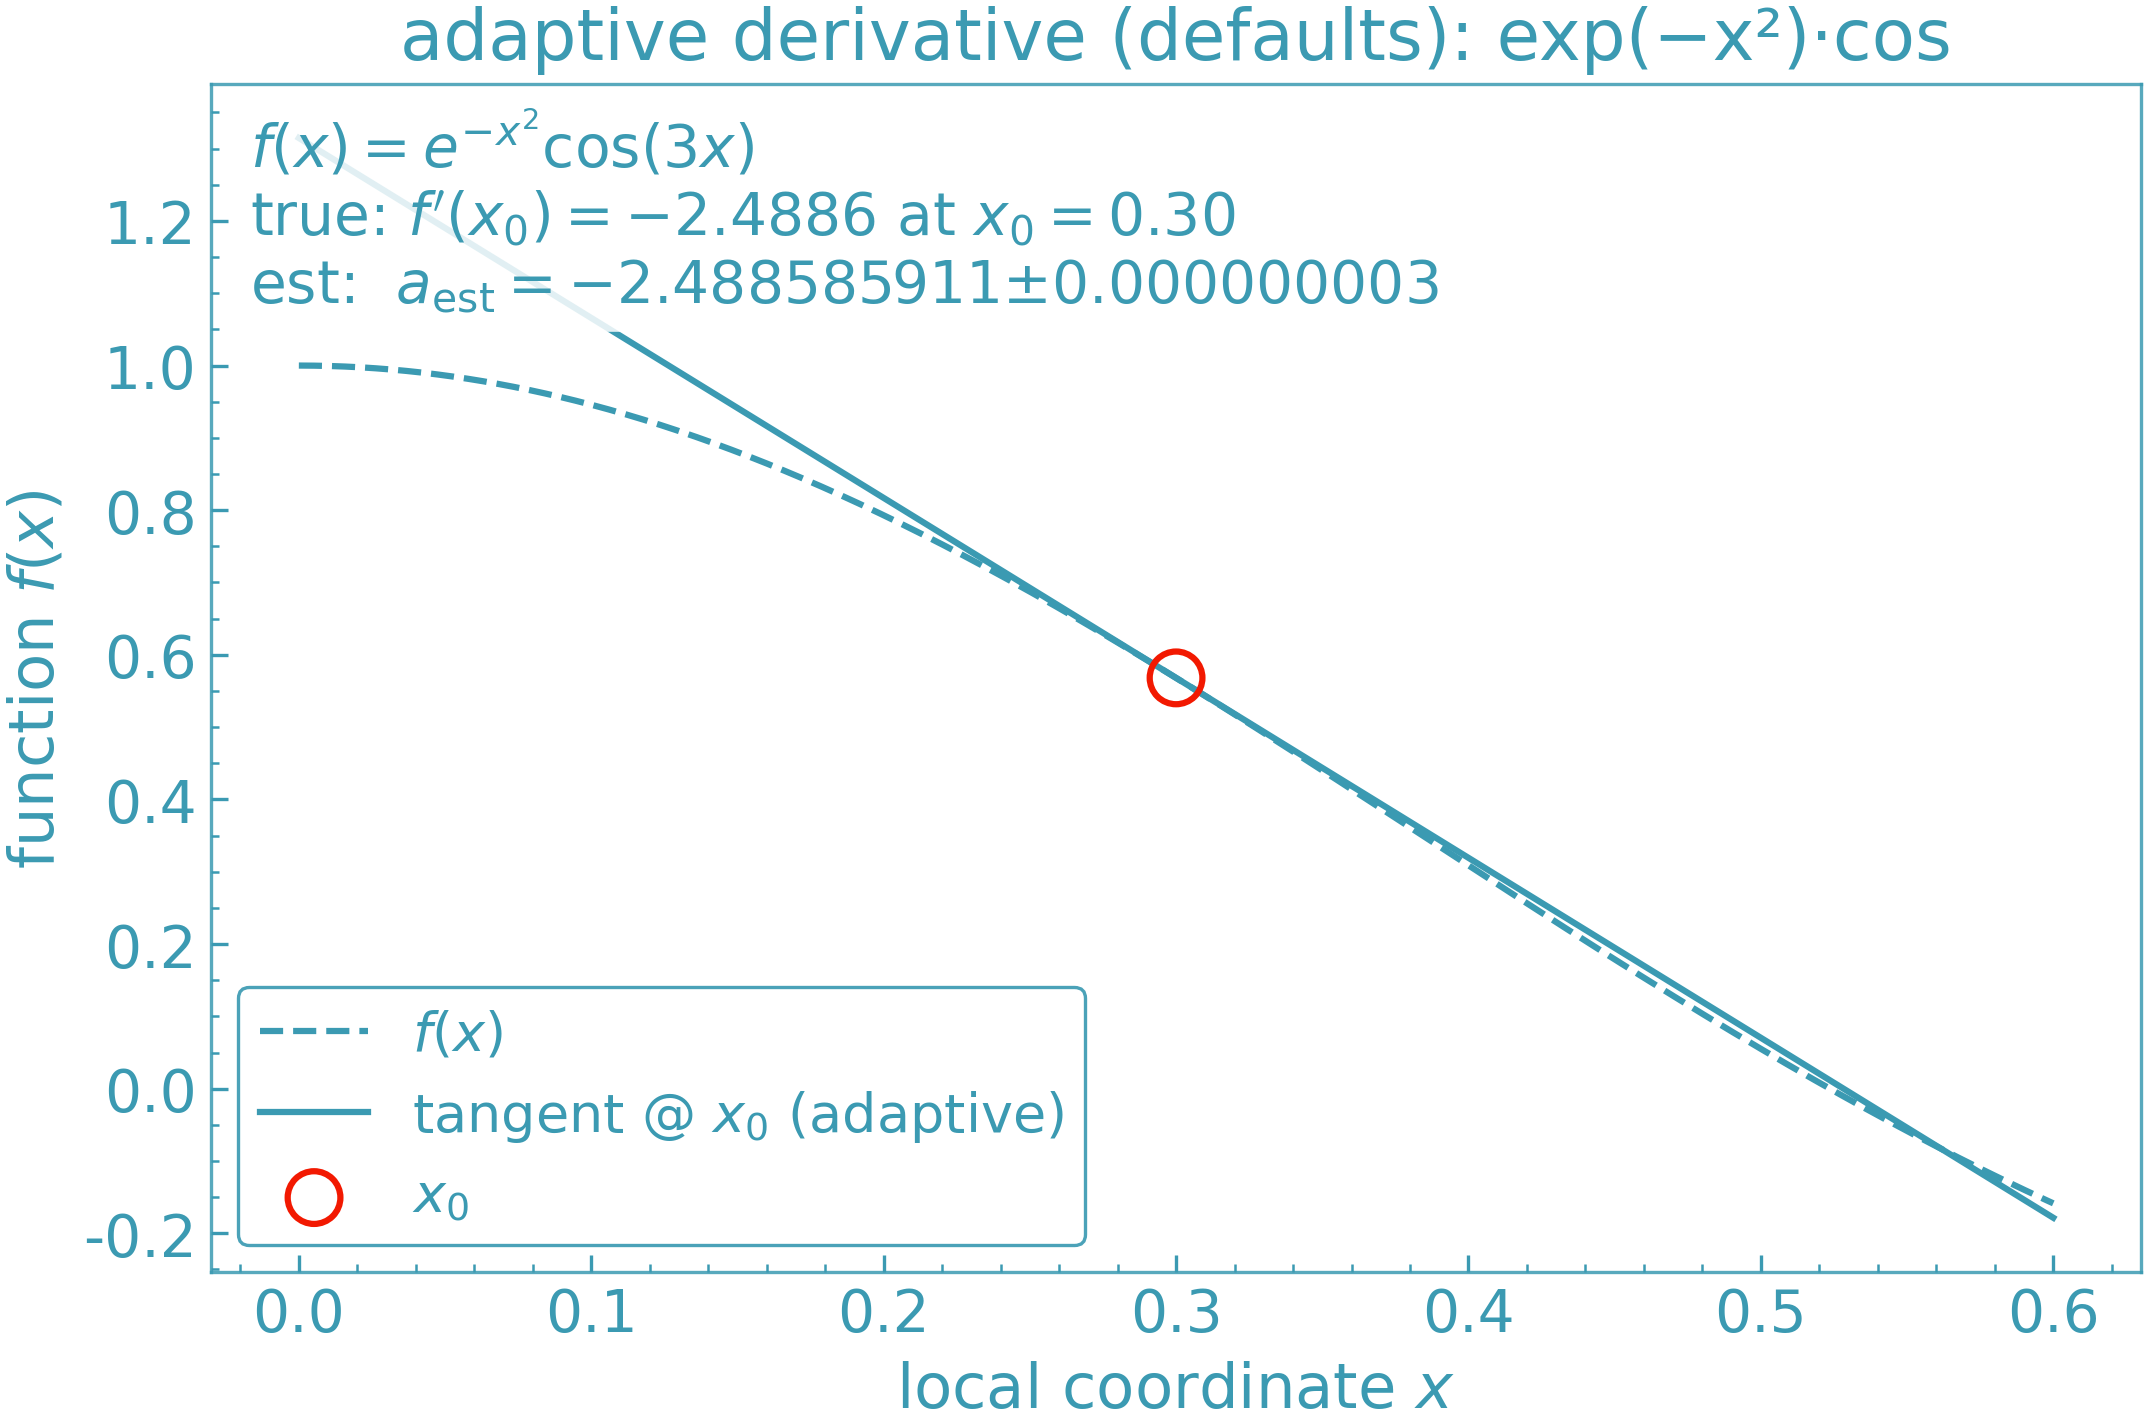 adaptive derivative (defaults): exp(−x²)·cos
f(x) = e^{−x^2} cos(3x)
true: f′(x₀) = −2.4886 at x₀ = 0.30
est: a_est = −2.488585911±0.000000003
function f(x)
1.2
1.0
0.8
0.6
0.4
0.2
0.0
-0.2
f(x)
tangent @ x₀ (adaptive)
x₀
0.0 0.1 0.2 0.3 0.4 0.5 0.6
local coordinate x